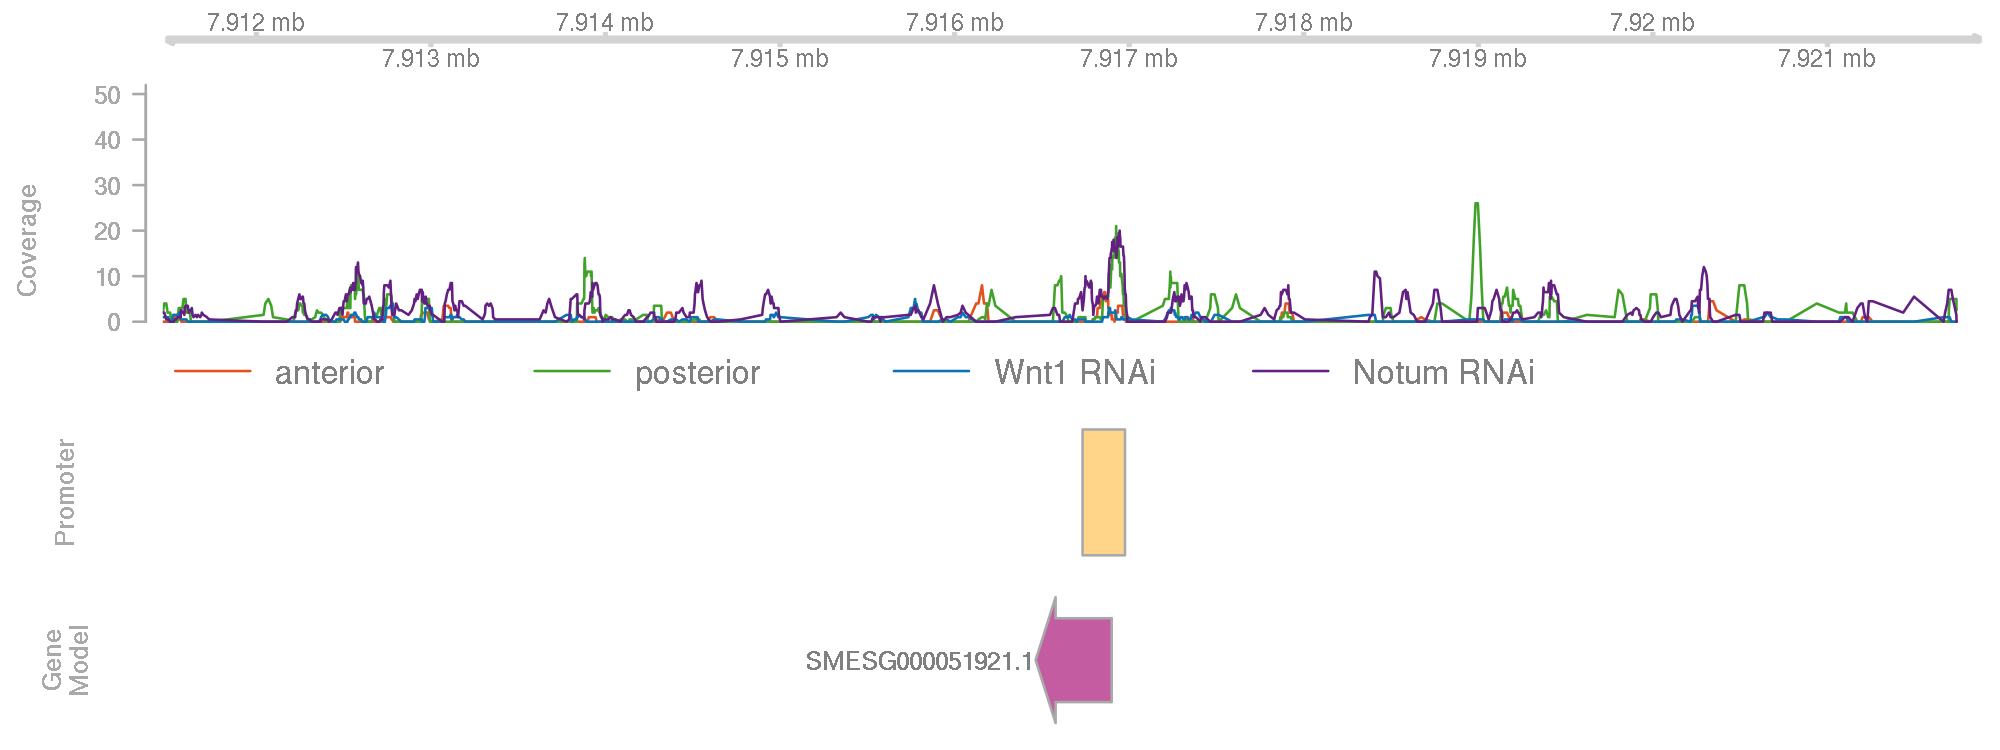 7.912 mb 7.914 mb 7.916 mb 7.918 mb 7.92 mb
7.913 mb 7.915 mb 7.917 mb 7.919 mb 7.921 mb
50
40
30
20
10
0
Coverage
anterior posterior Wnt1 RNAi Notum RNAi
Promoter
SMESG000051921.1
Gene
Model